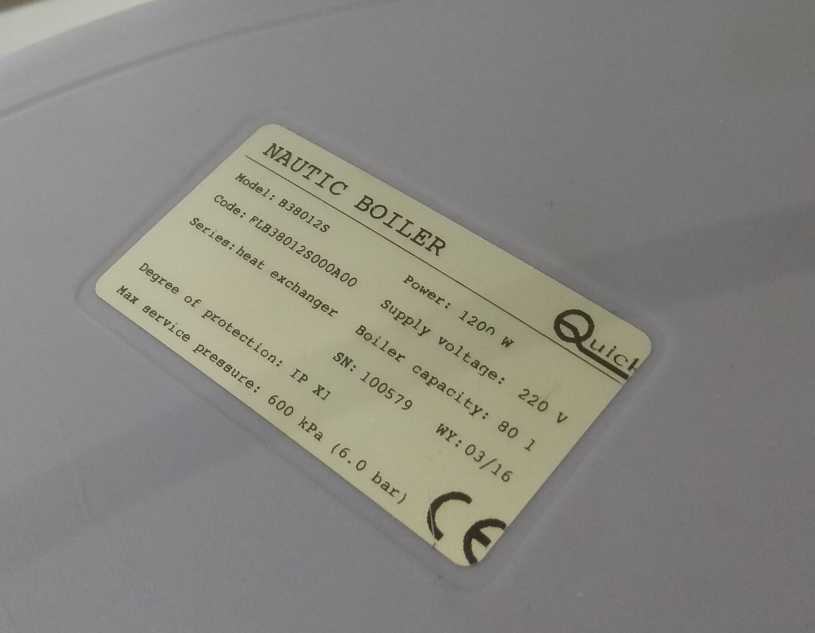 NAUTIC BOILER
Quick
Model: B38012S
Code: FLB38012S000A00
Series: heat exchanger
Power: 1200 W
Supply voltage: 220 V
Boiler capacity: 80 l
Degree of protection: IP X1
SN: 100579
WY: 03/16
Max service pressure: 600 kPa (6.0 bar)
CE